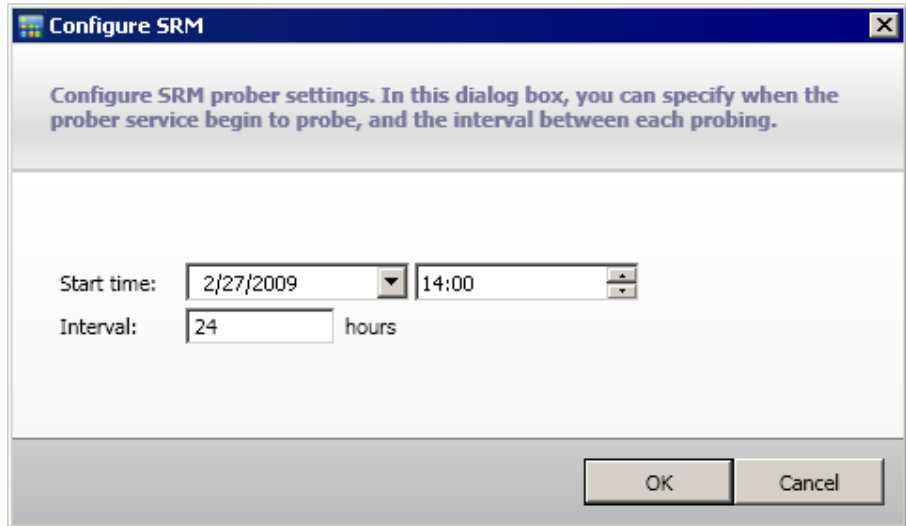 Configure SRM
Configure SRM prober settings. In this dialog box, you can specify when the
prober service begin to probe, and the interval between each probing.
Start time: 2/27/2009 14:00
Interval: 24 hours
OK Cancel